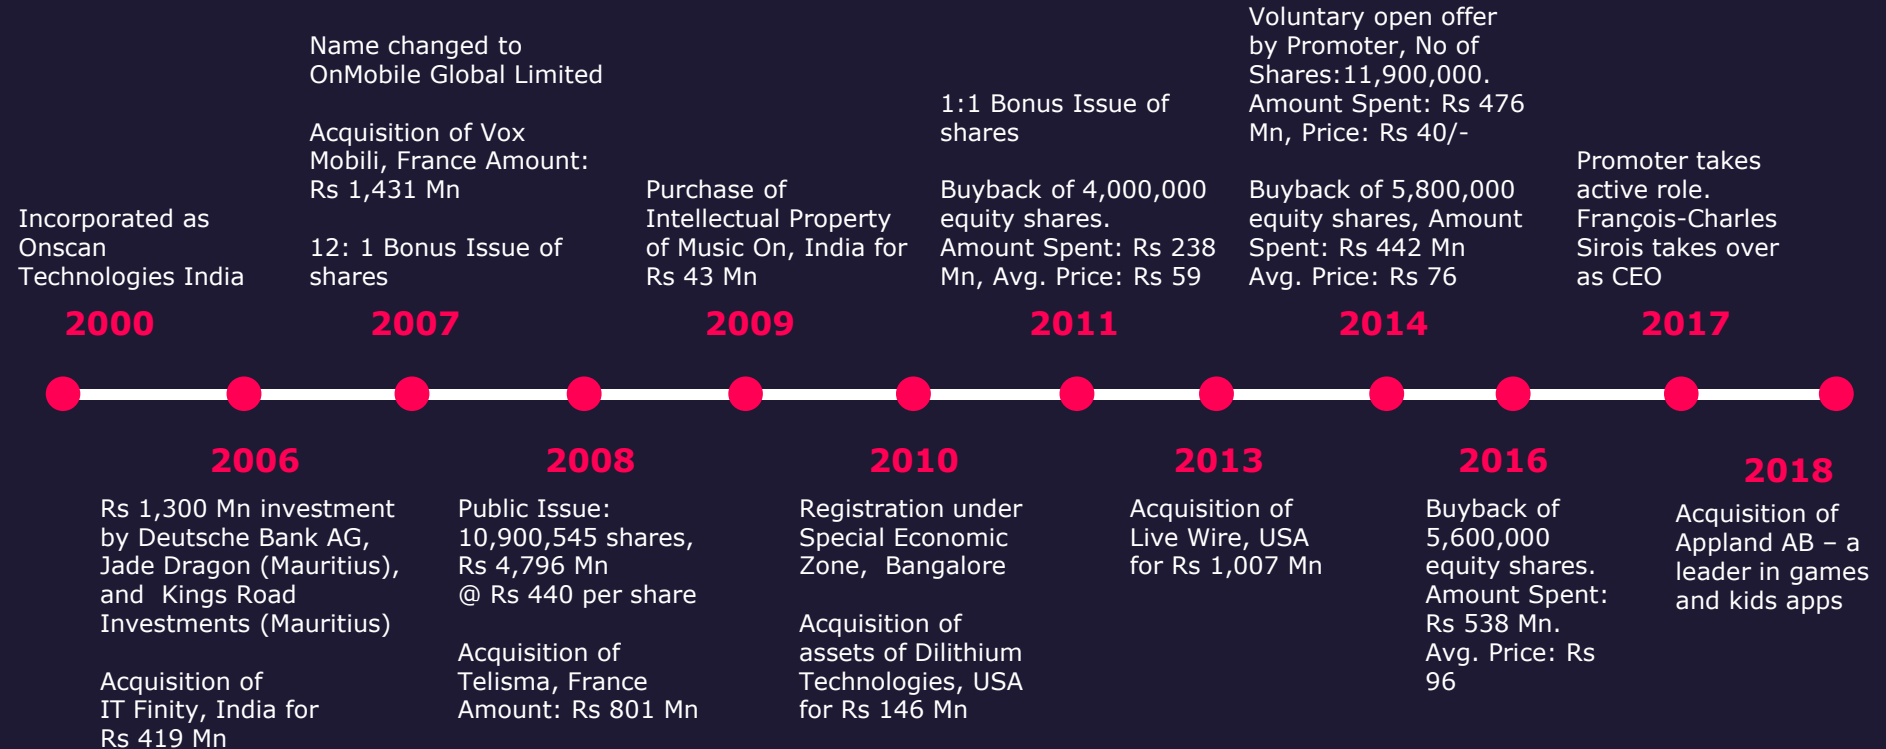 Incorporated as
Onscan
Technologies India
2000
Name changed to
OnMobile Global Limited
Acquisition of Vox
Mobili, France Amount:
Rs 1,431 Mn
12: 1 Bonus Issue of
shares
2007
Purchase of
Intellectual Property
of Music On, India for
Rs 43 Mn
2009
1:1 Bonus Issue of
shares
Buyback of 4,000,000
equity shares.
Amount Spent: Rs 238
Mn, Avg. Price: Rs 59
2011
Voluntary open offer
by Promoter, No of
Shares:11,900,000.
Amount Spent: Rs 476
Mn, Price: Rs 40/-
Buyback of 5,800,000
equity shares, Amount
Spent: Rs 442 Mn
Avg. Price: Rs 76
2014
Promoter takes
active role.
François-Charles
Sirois takes over
as CEO
2017
2006
Rs 1,300 Mn investment
by Deutsche Bank AG,
Jade Dragon (Mauritius),
and Kings Road
Investments (Mauritius)
Acquisition of
IT Finity, India for
Rs 419 Mn
2008
Public Issue:
10,900,545 shares,
Rs 4,796 Mn
@ Rs 440 per share
Acquisition of
Telisma, France
Amount: Rs 801 Mn
2010
Registration under
Special Economic
Zone, Bangalore
Acquisition of
assets of Dilithium
Technologies, USA
for Rs 146 Mn
2013
Acquisition of
Live Wire, USA
for Rs 1,007 Mn
2016
Buyback of
5,600,000
equity shares.
Amount Spent:
Rs 538 Mn.
Avg. Price: Rs
96
2018
Acquisition of
Appland AB – a
leader in games
and kids apps